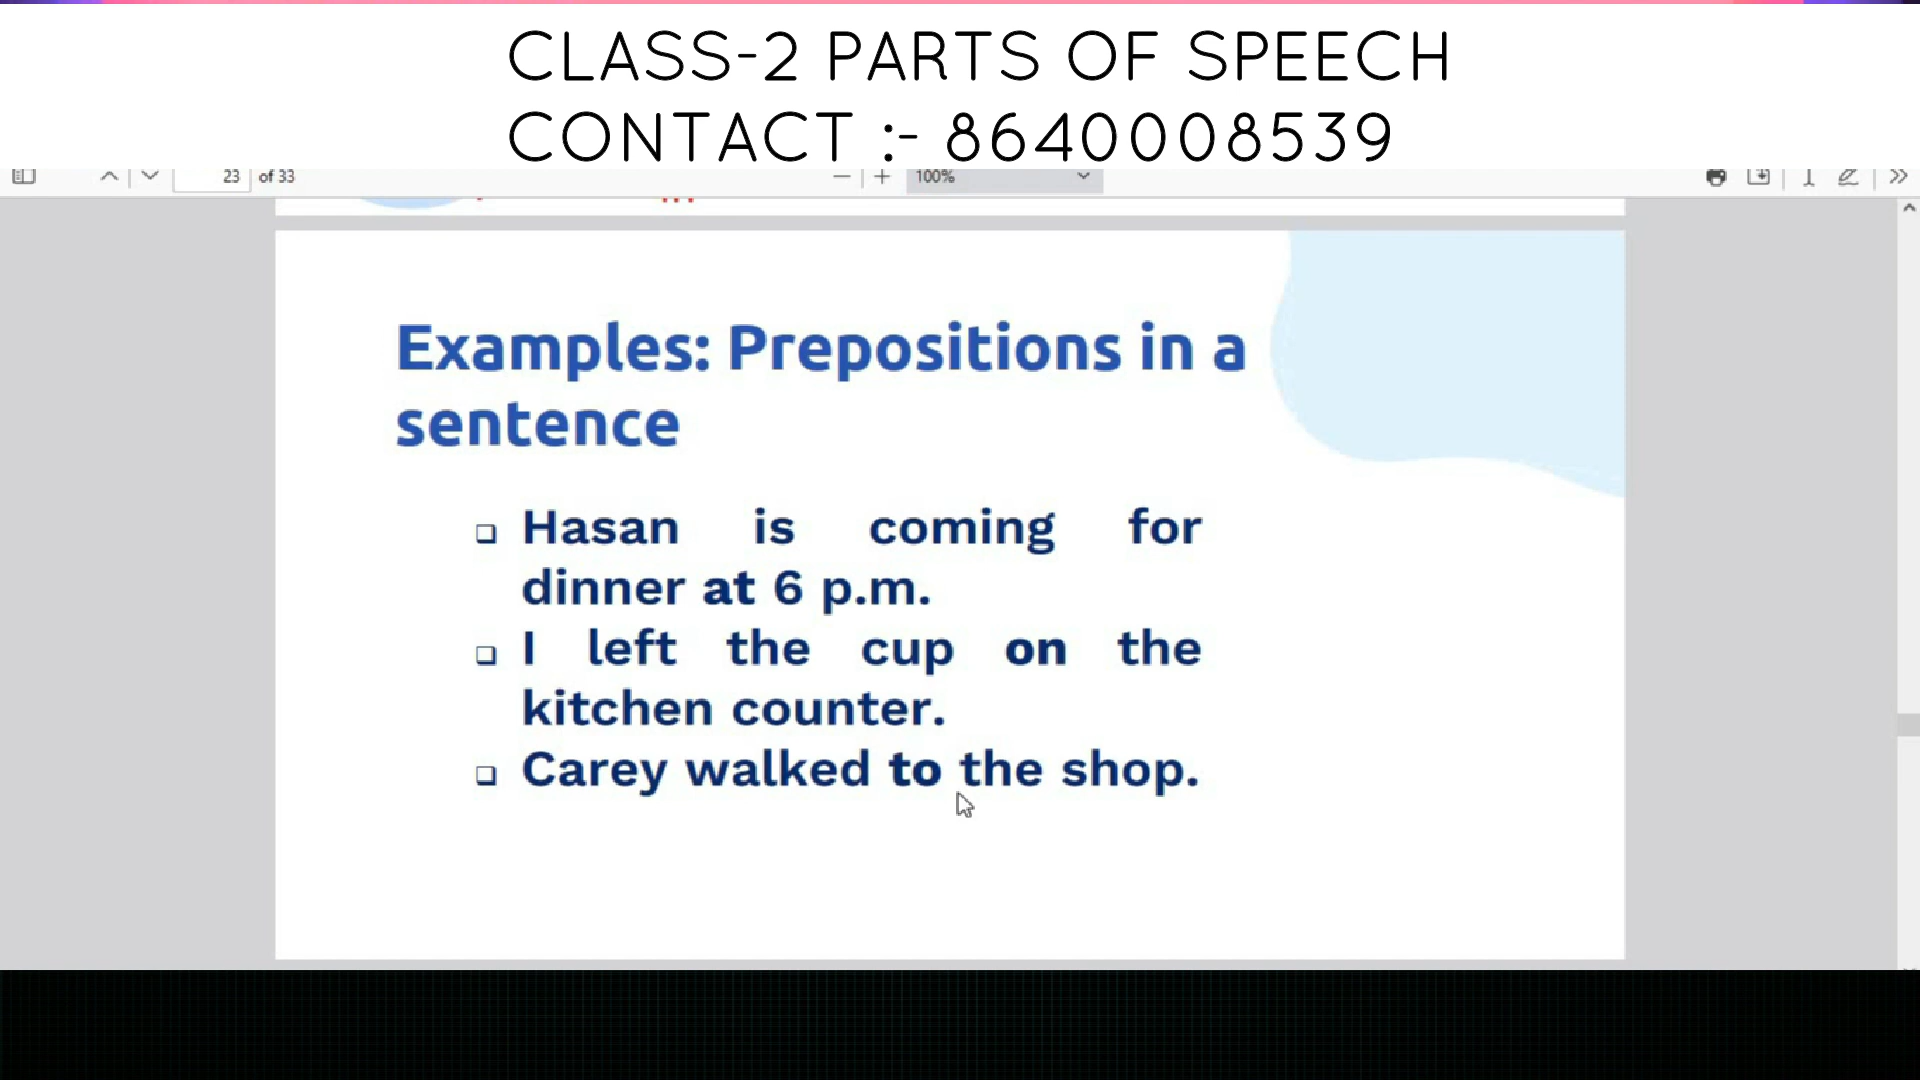 CLASS-2 PARTS OF SPEECH
CONTACT :- 8640008539
23 of 33
100%
Examples: Prepositions in a
sentence
❑ Hasan is coming for
dinner at 6 p.m.
❑ I left the cup on the
kitchen counter.
❑ Carey walked to the shop.